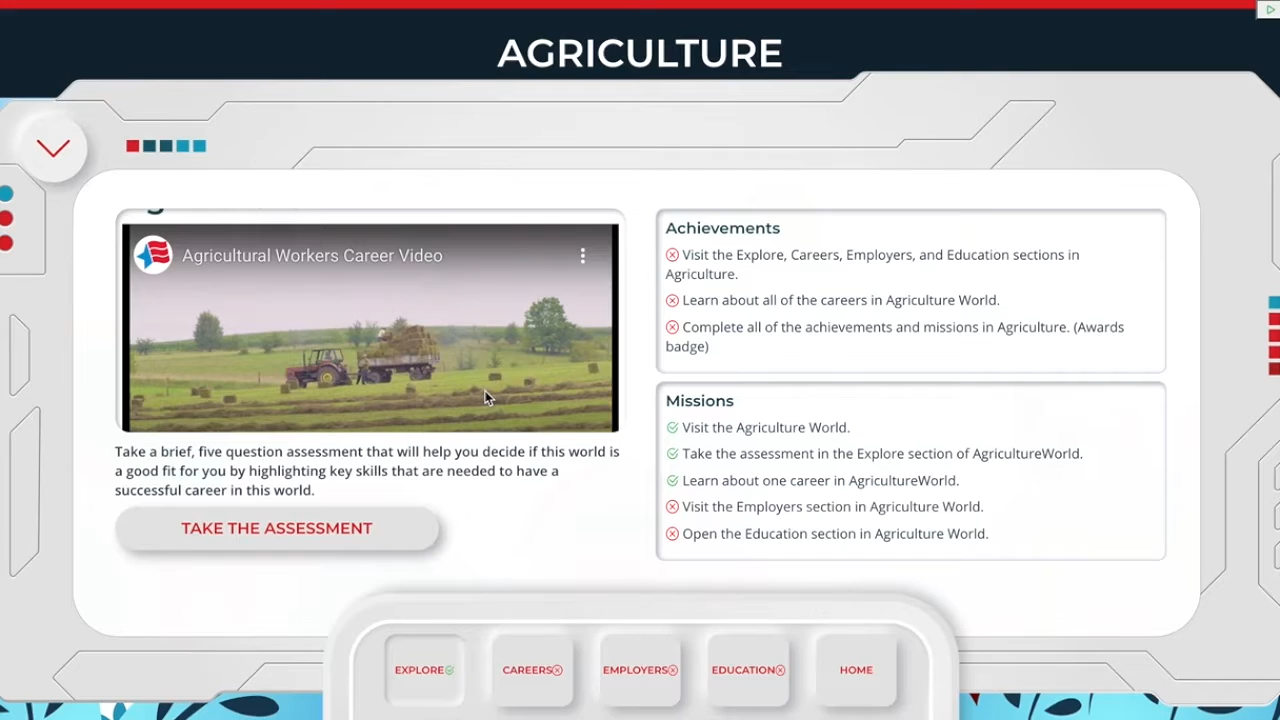 AGRICULTURE
Agricultural Workers Career Video
Take a brief, five question assessment that will help you decide if this world is
a good fit for you by highlighting key skills that are needed to have a
successful career in this world.
TAKE THE ASSESSMENT
Achievements
Visit the Explore, Careers, Employers, and Education sections in
Agriculture.
Learn about all of the careers in Agriculture World.
Complete all of the achievements and missions in Agriculture. (Awards
badge)
Missions
Visit the Agriculture World.
Take the assessment in the Explore section of AgricultureWorld.
Learn about one career in AgricultureWorld.
Visit the Employers section in Agriculture World.
Open the Education section in Agriculture World.
EXPLORE
CAREERS
EMPLOYERS
EDUCATION
HOME